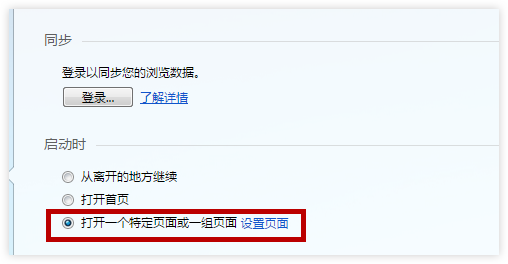 同步
登录以同步您的浏览数据。
登录... 了解详情
启动时
从离开的地方继续
打开首页
打开一个特定页面或一组页面 设置页面